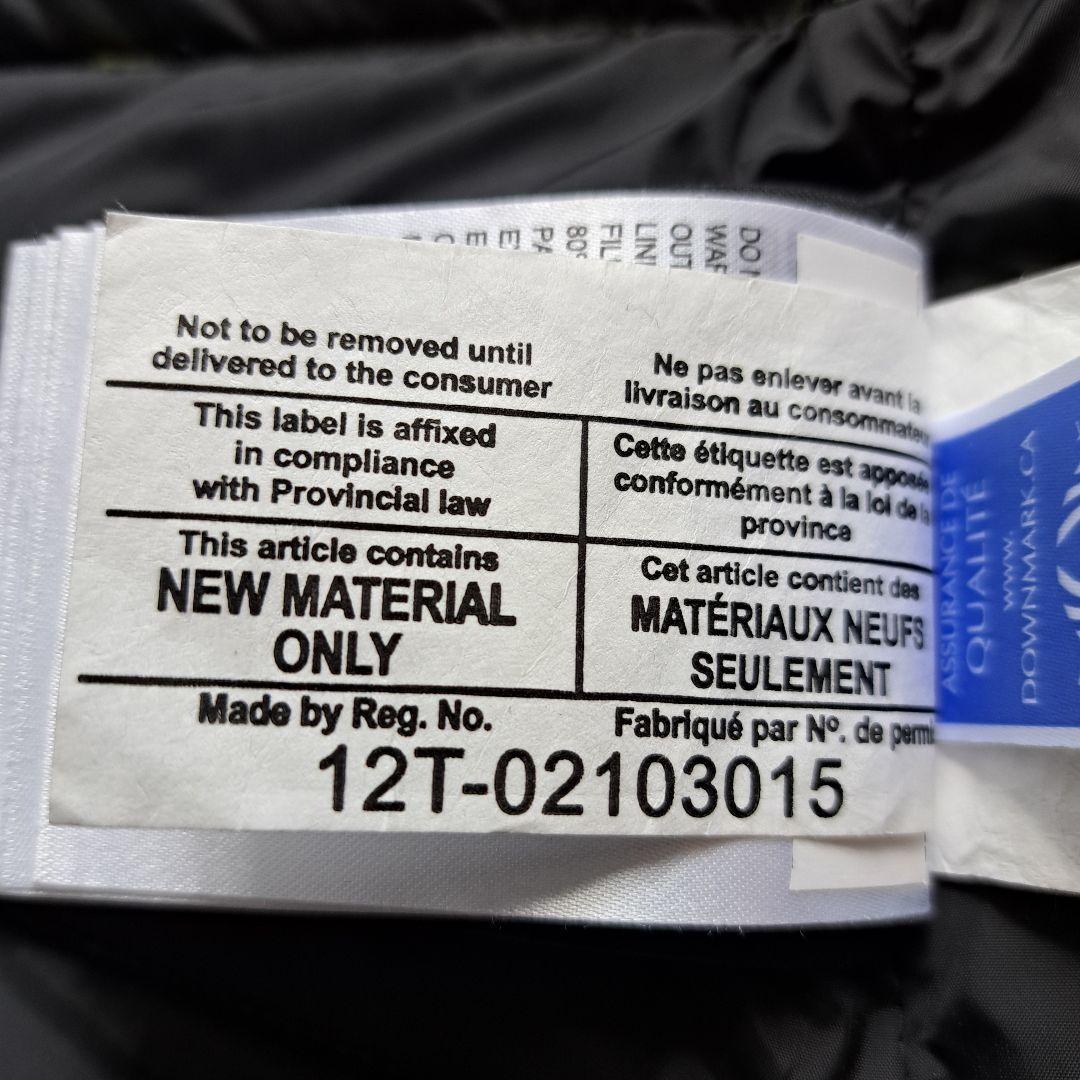 Not to be removed until
delivered to the consumer
Ne pas enlever avant la
livraison au
This label is affixed
in compliance
with Provincial law
Cette étiquette est apposée
conformément à la loi de la
province
This article contains
NEW MATERIAL
ONLY
Cet article contient des
MATÉRIAUX NEUFS
SEULEMENT
Made by Reg. No.
Fabriqué par Nº. de
12T-02103015
ASSURANCE DE
QUALITÉ
WWW.
DOWNMARK.CA